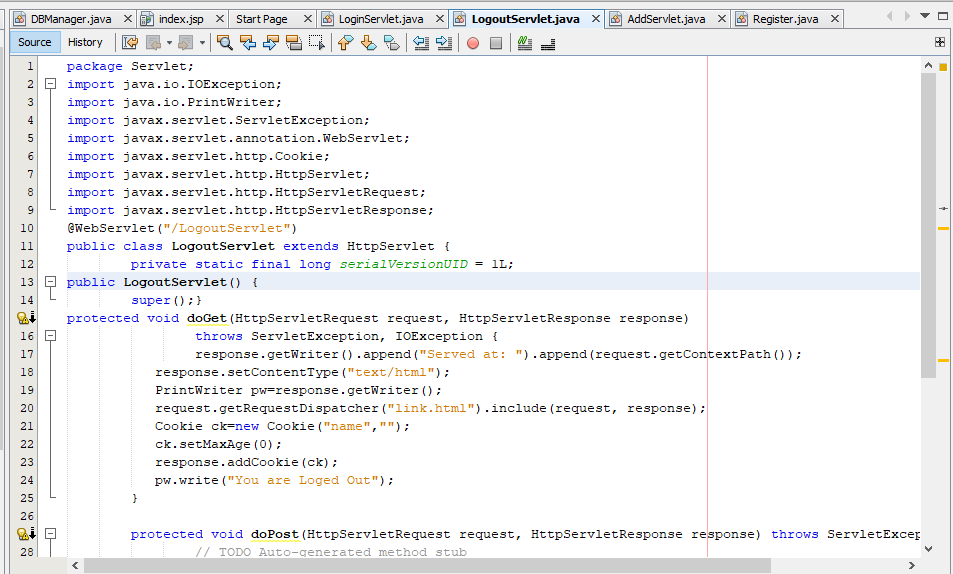 DBManager.java index.jsp Start Page LoginServlet.java LogoutServlet.java AddServlet.java Register.java
Source History
1 package Servlet;
2 import java.io.IOException;
3 import java.io.PrintWriter;
4 import javax.servlet.ServletException;
5 import javax.servlet.annotation.WebServlet;
6 import javax.servlet.http.Cookie;
7 import javax.servlet.http.HttpServlet;
8 import javax.servlet.http.HttpServletRequest;
9 import javax.servlet.http.HttpServletResponse;
10 @WebServlet("/LogoutServlet")
11 public class LogoutServlet extends HttpServlet {
12 private static final long serialVersionUID = 1L;
13 public LogoutServlet() {
14 super();}
protected void doGet(HttpServletRequest request, HttpServletResponse response)
16 throws ServletException, IOException {
17 response.getWriter().append("Served at: ").append(request.getContextPath());
18 response.setContentType("text/html");
19 PrintWriter pw=response.getWriter();
20 request.getRequestDispatcher("link.html").include(request, response);
21 Cookie ck=new Cookie("name","");
22 ck.setMaxAge(0);
23 response.addCookie(ck);
24 pw.write("You are Loged Out");
25 }
26
protected void doPost(HttpServletRequest request, HttpServletResponse response) throws ServletExcep
28 // TODO Auto-generated method stub